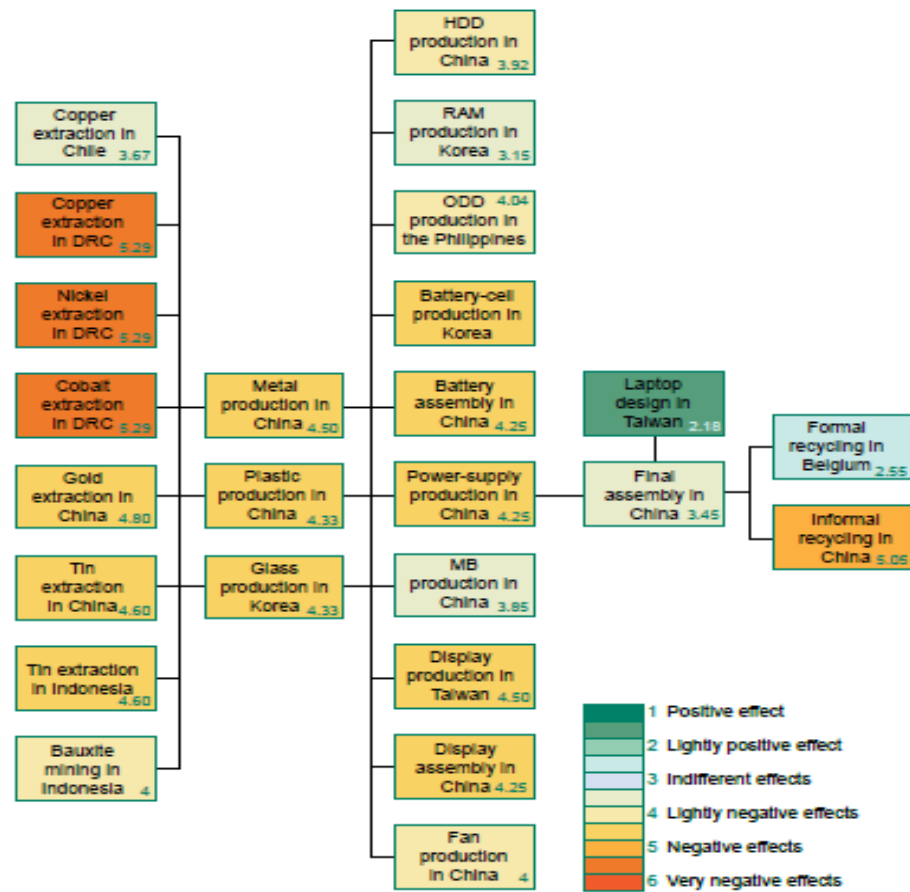 HDD
production in
China 3.92
Copper
extraction in
Chile 3.67
RAM
production in
Korea 3.15
Copper
extraction
in DRC 5.29
ODD 4.04
production in
the Philippines
Nickel
extraction
in DRC 5.29
Battery-cell
production in
Korea
Cobalt
extraction
in DRC 5.29
Metal
production in
China 4.50
Battery
assembly in
China 4.25
Laptop
design in
Taiwan 2.18
Formal
recycling in
Belgium 2.55
Gold
extraction in
China 4.80
Plastic
production in
China 4.33
Power-supply
production in
China 4.25
Final
assembly in
China 3.45
Informal
recycling in
China 5.05
Tin
extraction
in China 4.60
Glass
production in
Korea 4.33
MB
production in
China 3.85
Tin extraction
in Indonesia
4.60
Display
production in
Taiwan 4.50
Bauxite
mining in
Indonesia 4
Display
assembly in
China 4.25
Fan
production
in China 4
1 Positive effect
2 Lightly positive effect
3 Indifferent effects
4 Lightly negative effects
5 Negative effects
6 Very negative effects